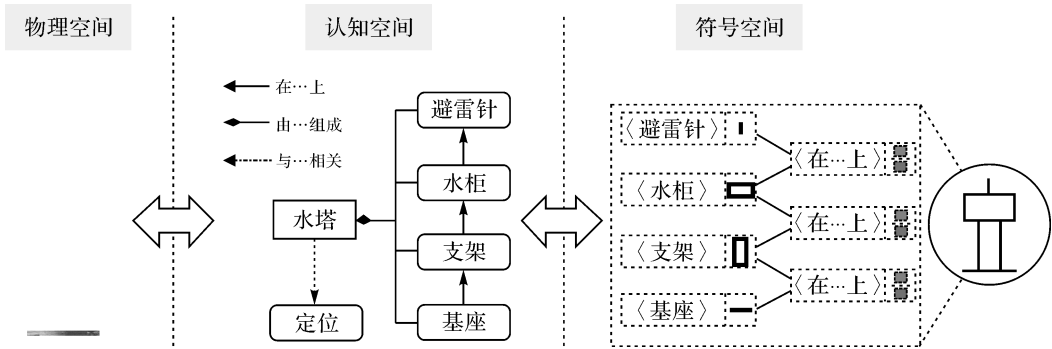 物理空间
认知空间
符号空间
在…上
由…组成
与…相关
避雷针
水柜
水塔
支架
定位
基座
〈避雷针〉
〈在…上〉
〈水柜〉
〈在…上〉
〈支架〉
〈在…上〉
〈基座〉